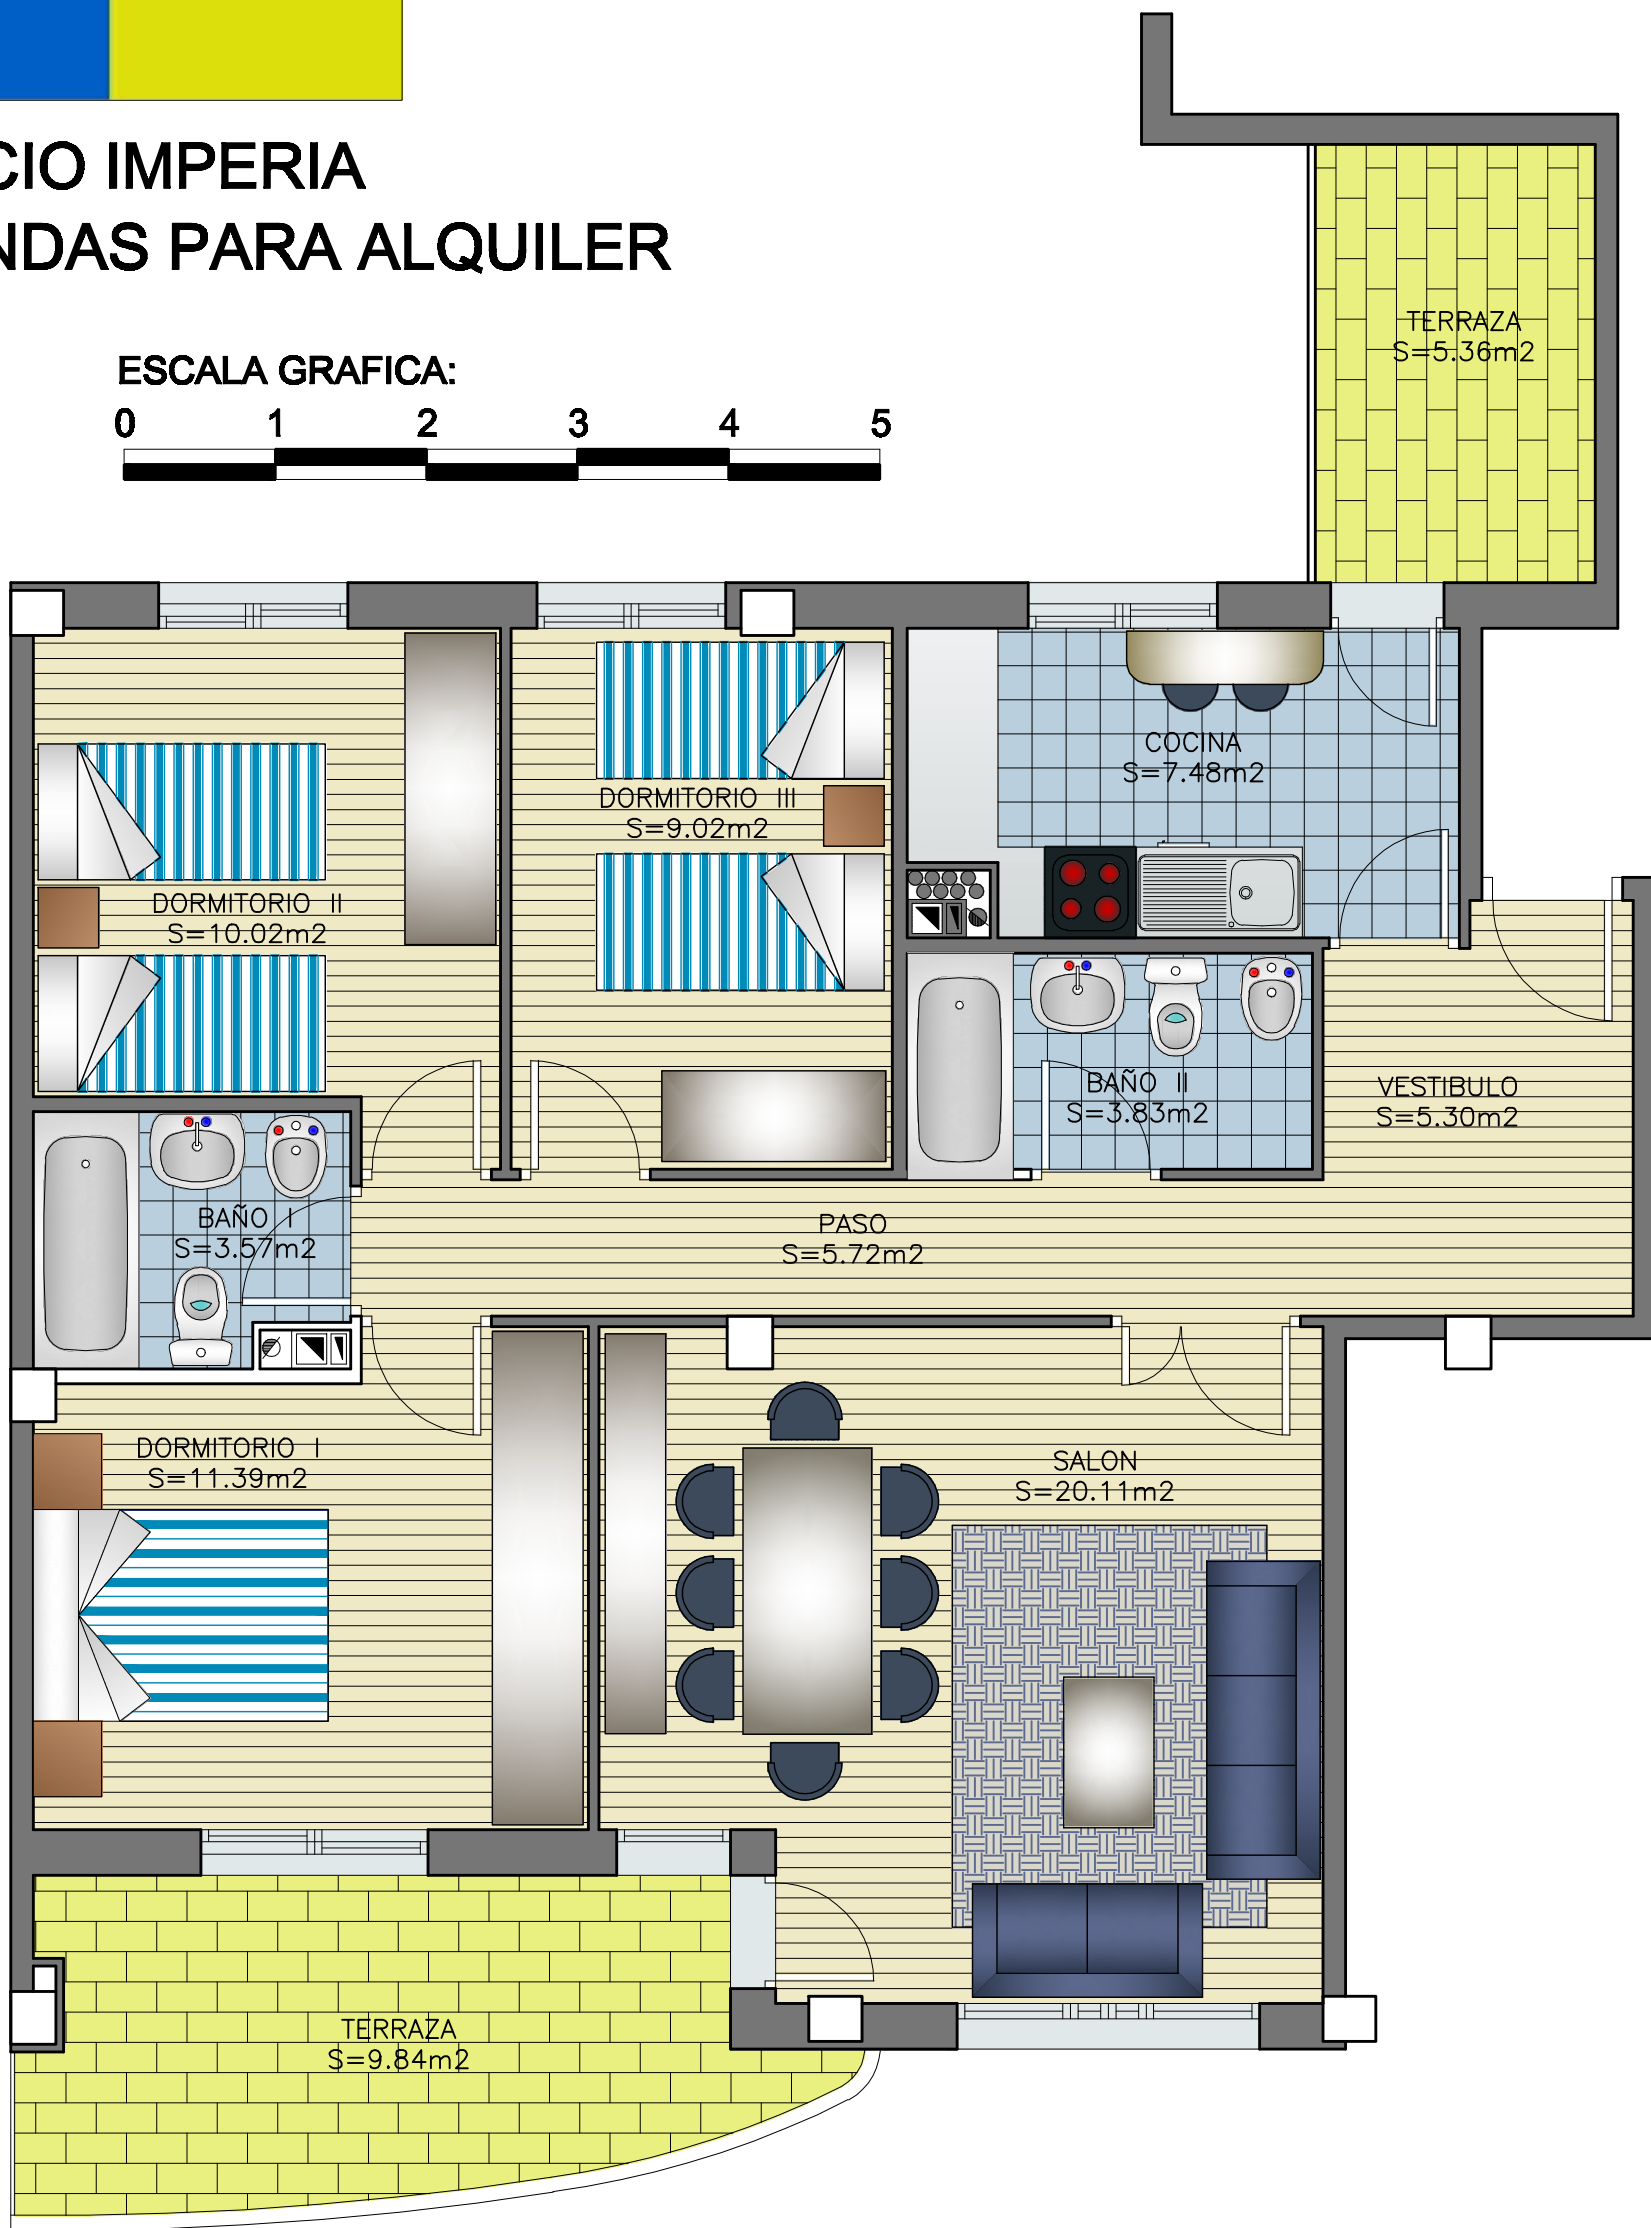 CIO IMPERIA
NDAS PARA ALQUILER
ESCALA GRAFICA:
0 1 2 3 4 5
TERRAZA
S=5.36m2
COCINA
S=7.48m2
DORMITORIO III
S=9.02m2
DORMITORIO II
S=10.02m2
BAÑO II
S=3.83m2
VESTIBULO
S=5.30m2
BAÑO I
S=3.57m2
PASO
S=5.72m2
DORMITORIO I
S=11.39m2
SALON
S=20.11m2
TERRAZA
S=9.84m2